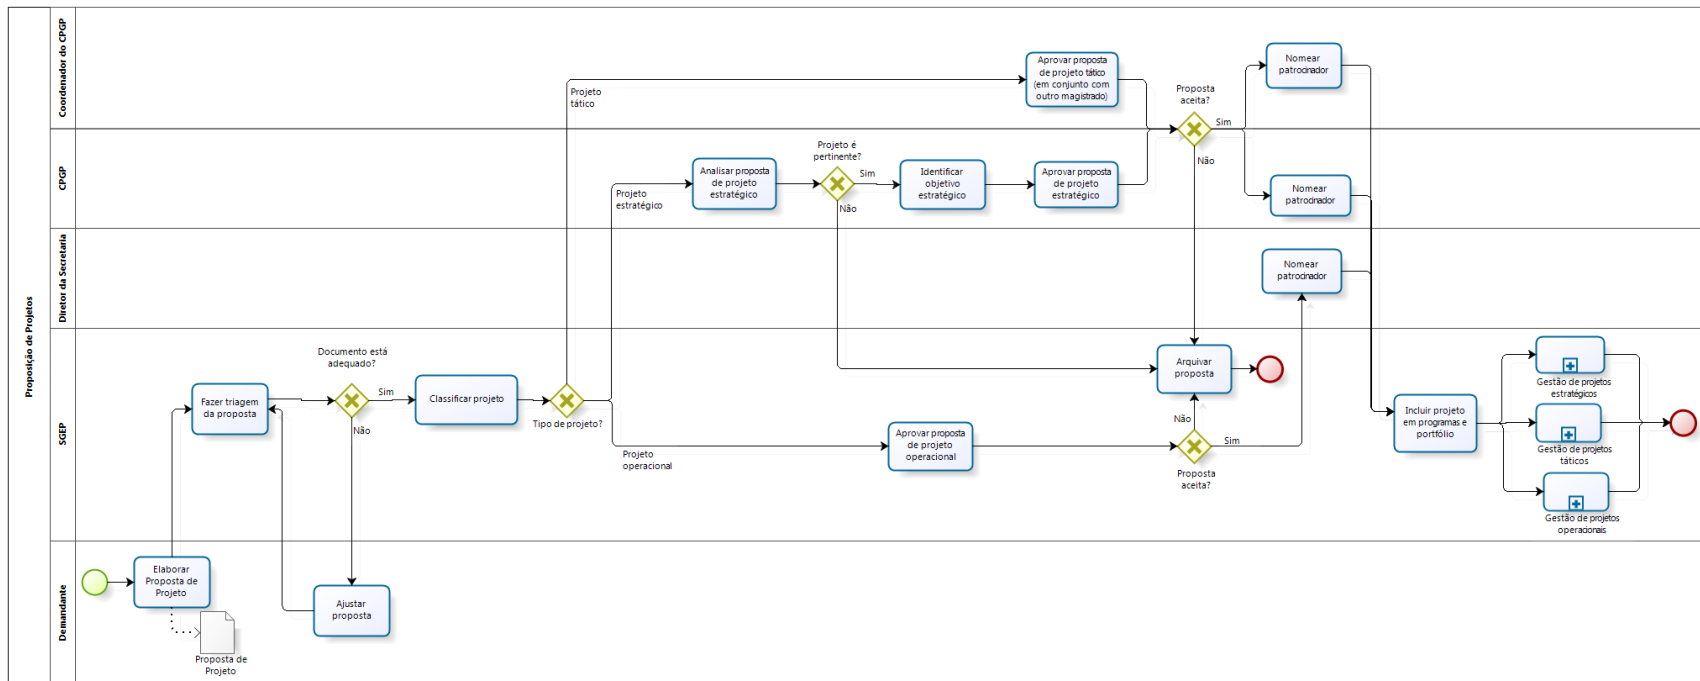 Proposição de Projetos
Coordenador do CPGP
Projeto
tático
Aprovar proposta
de projeto tático
(em conjunto com
outro magistrado)
Proposta
aceita?
Sim
Não
Nomear
patrocinador
CPGP
Projeto
estratégico
Analisar proposta
de projeto
estratégico
Projeto é
pertinente?
Sim
Não
Identificar
objetivo
estratégico
Aprovar proposta
de projeto
estratégico
Nomear
patrocinador
Diretor da Secretaria
Nomear
patrocinador
SGEP
Fazer triagem
da proposta
Documento está
adequado?
Sim
Não
Classificar projeto
Tipo de projeto?
Projeto
operacional
Aprovar proposta
de projeto
operacional
Arquivar
proposta
Não
Sim
Proposta
aceita?
Incluir projeto
em programas e
portfólio
Gestão de projetos
estratégicos
Gestão de projetos
táticos
Gestão de projetos
operacionais
Demandante
Elaborar
Proposta de
Projeto
Proposta de
Projeto
Ajustar
proposta